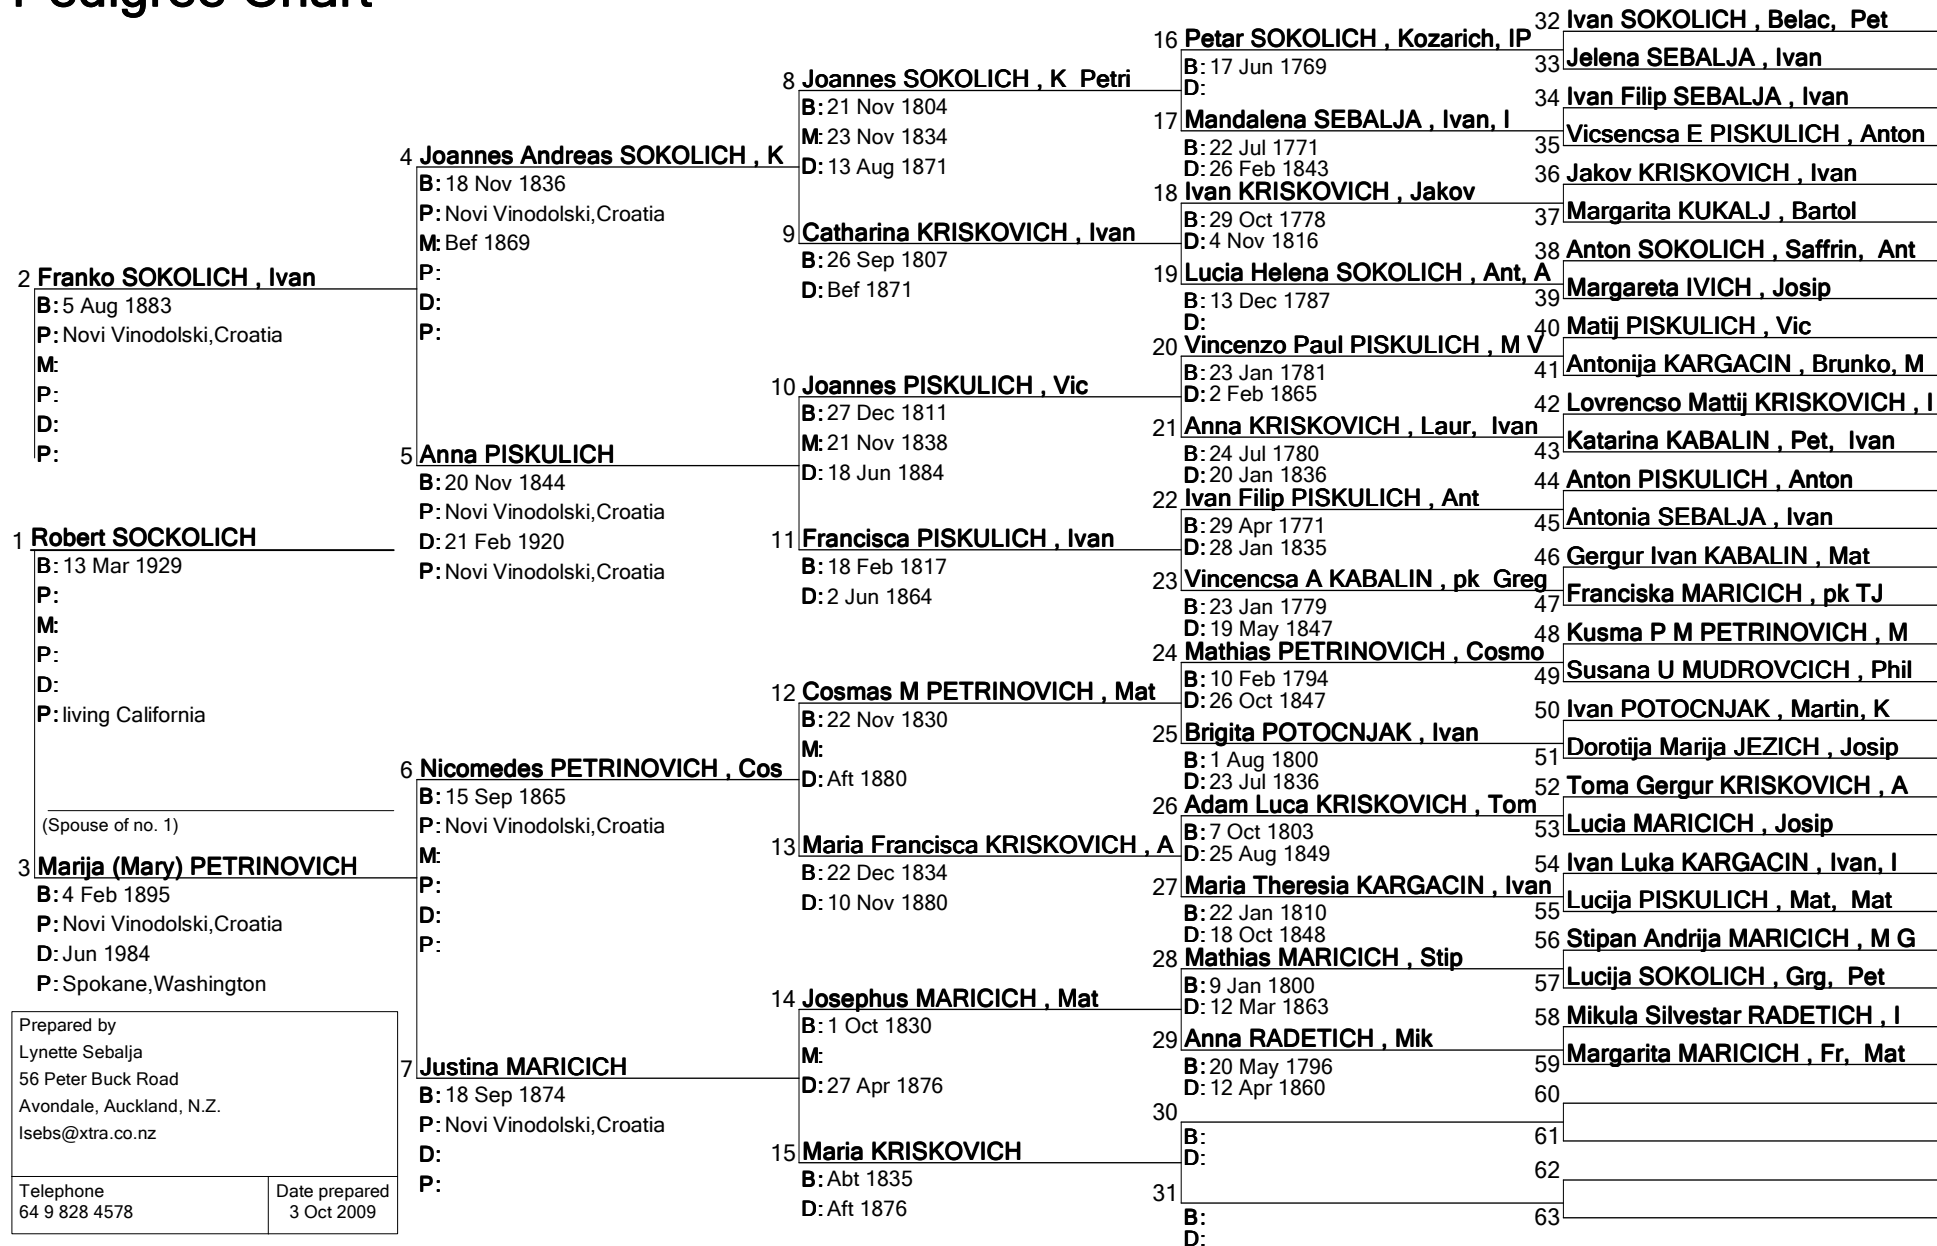 Pedigree Chart
2 Franko SOKOLICH , Ivan
B: 5 Aug 1883
P: Novi Vinodolski,Croatia
M:
P:
D:
P:
1 Robert SOCKOLICH
B: 13 Mar 1929
P:
M:
P:
D:
P: living California
(Spouse of no. 1)
3 Marija (Mary) PETRINOVICH
B: 4 Feb 1895
P: Novi Vinodolski,Croatia
D: Jun 1984
P: Spokane,Washington
Prepared by
Lynette Sebalja
56 Peter Buck Road
Avondale, Auckland, N.Z.
lsebs@xtra.co.nz
Telephone
64 9 828 4578
Date prepared
3 Oct 2009
4 Joannes Andreas SOKOLICH , K
B: 18 Nov 1836
P: Novi Vinodolski,Croatia
M: Bef 1869
P:
D:
P:
5 Anna PISKULICH
B: 20 Nov 1844
P: Novi Vinodolski,Croatia
D: 21 Feb 1920
P: Novi Vinodolski,Croatia
6 Nicomedes PETRINOVICH , Cos
B: 15 Sep 1865
P: Novi Vinodolski,Croatia
M:
P:
D:
P:
7 Justina MARICICH
B: 18 Sep 1874
P: Novi Vinodolski,Croatia
D:
P:
8 Joannes SOKOLICH , K Petri
B: 21 Nov 1804
M: 23 Nov 1834
D: 13 Aug 1871
9 Catharina KRISKOVICH , Ivan
B: 26 Sep 1807
D: Bef 1871
10 Joannes PISKULICH , Vic
B: 27 Dec 1811
M: 21 Nov 1838
D: 18 Jun 1884
11 Francisca PISKULICH , Ivan
B: 18 Feb 1817
D: 2 Jun 1864
12 Cosmas M PETRINOVICH , Mat
B: 22 Nov 1830
M:
D: Aft 1880
13 Maria Francisca KRISKOVICH , A
B: 22 Dec 1834
D: 10 Nov 1880
14 Josephus MARICICH , Mat
B: 1 Oct 1830
M:
D: 27 Apr 1876
15 Maria KRISKOVICH
B: Abt 1835
D: Aft 1876
16 Petar SOKOLICH , Kozarich, IP
B: 17 Jun 1769
D:
17 Mandalena SEBALJA , Ivan, I
B: 22 Jul 1771
D: 26 Feb 1843
18 Ivan KRISKOVICH , Jakov
B: 29 Oct 1778
D: 4 Nov 1816
19 Lucia Helena SOKOLICH , Ant, A
B: 13 Dec 1787
D:
20 Vincenzo Paul PISKULICH , M V
B: 23 Jan 1781
D: 2 Feb 1865
21 Anna KRISKOVICH , Laur, Ivan
B: 24 Jul 1780
D: 20 Jan 1836
22 Ivan Filip PISKULICH , Ant
B: 29 Apr 1771
D: 28 Jan 1835
23 Vincencsa A KABALIN , pk Greg
B: 23 Jan 1779
D: 19 May 1847
24 Mathias PETRINOVICH , Cosmo
B: 10 Feb 1794
D: 26 Oct 1847
25 Brigita POTOCNJAK , Ivan
B: 1 Aug 1800
D: 23 Jul 1836
26 Adam Luca KRISKOVICH , Tom
B: 7 Oct 1803
D: 25 Aug 1849
27 Maria Theresia KARGACIN , Ivan
B: 22 Jan 1810
D: 18 Oct 1848
28 Mathias MARICICH , Stip
B: 9 Jan 1800
D: 12 Mar 1863
29 Anna RADETICH , Mik
B: 20 May 1796
D: 12 Apr 1860
30
B:
D:
31
B:
D:
32 Ivan SOKOLICH , Belac, Pet
33 Jelena SEBALJA , Ivan
34 Ivan Filip SEBALJA , Ivan
35 Vicsencsa E PISKULICH , Anton
36 Jakov KRISKOVICH , Ivan
37 Margarita KUKALJ , Bartol
38 Anton SOKOLICH , Saffrin, Ant
39 Margareta IVICH , Josip
40 Matij PISKULICH , Vic
41 Antonija KARGACIN , Brunko, M
42 Lovrencso Mattij KRISKOVICH , I
43 Katarina KABALIN , Pet, Ivan
44 Anton PISKULICH , Anton
45 Antonia SEBALJA , Ivan
46 Gergur Ivan KABALIN , Mat
47 Franciska MARICICH , pk TJ
48 Kusma P M PETRINOVICH , M
49 Susana U MUDROVCICH , Phil
50 Ivan POTOCNJAK , Martin, K
51 Dorotija Marija JEZICH , Josip
52 Toma Gergur KRISKOVICH , A
53 Lucia MARICICH , Josip
54 Ivan Luka KARGACIN , Ivan, I
55 Lucija PISKULICH , Mat, Mat
56 Stipan Andrija MARICICH , M G
57 Lucija SOKOLICH , Grg, Pet
58 Mikula Silvestar RADETICH , I
59 Margarita MARICICH , Fr, Mat
60
61
62
63